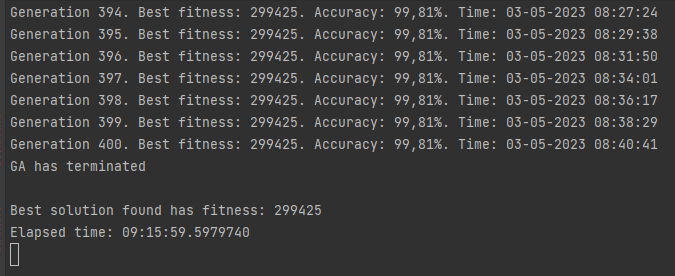 Generation 394. Best fitness: 299425. Accuracy: 99,81%. Time: 03-05-2023 08:27:24
Generation 395. Best fitness: 299425. Accuracy: 99,81%. Time: 03-05-2023 08:29:38
Generation 396. Best fitness: 299425. Accuracy: 99,81%. Time: 03-05-2023 08:31:50
Generation 397. Best fitness: 299425. Accuracy: 99,81%. Time: 03-05-2023 08:34:01
Generation 398. Best fitness: 299425. Accuracy: 99,81%. Time: 03-05-2023 08:36:17
Generation 399. Best fitness: 299425. Accuracy: 99,81%. Time: 03-05-2023 08:38:29
Generation 400. Best fitness: 299425. Accuracy: 99,81%. Time: 03-05-2023 08:40:41
GA has terminated
Best solution found has fitness: 299425
Elapsed time: 09:15:59.5979740